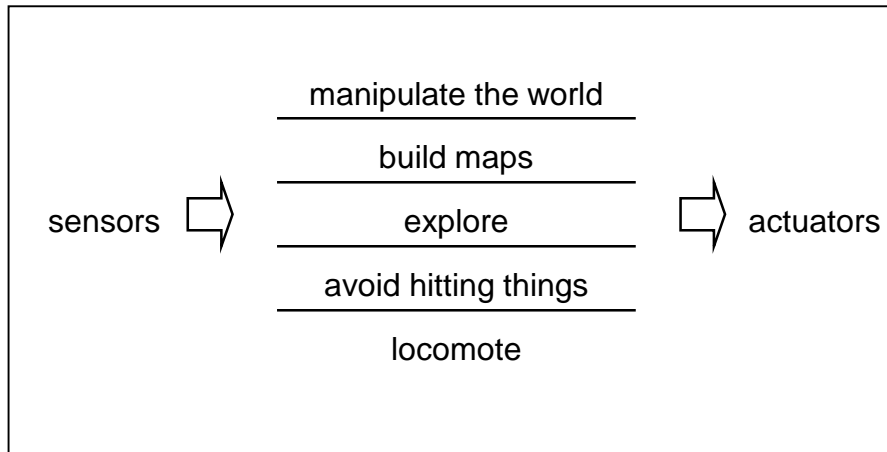 manipulate the world
build maps
sensors
explore
actuators
avoid hitting things
locomote